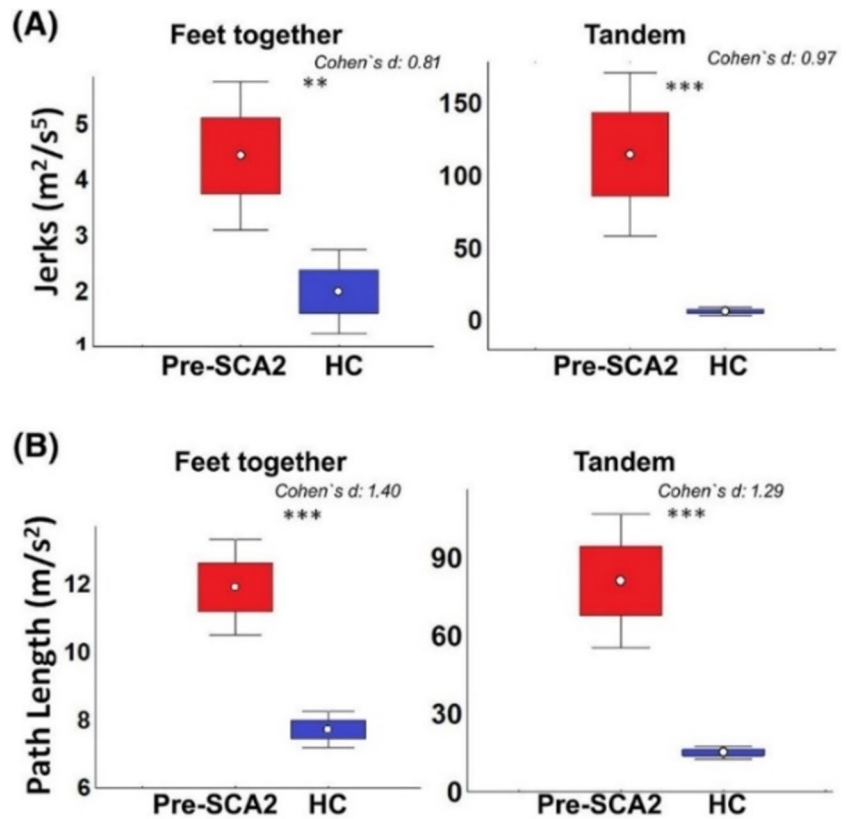 (A)
Feet together
Cohen`s d: 0.81
**
Jerks (m²/s⁵)
5
4
3
2
1
Pre-SCA2 HC
Tandem
Cohen`s d: 0.97
***
150
100
50
0
Pre-SCA2 HC
(B)
Feet together
Cohen`s d: 1.40
***
Path Length (m/s²)
12
10
8
6
Pre-SCA2 HC
Tandem
Cohen`s d: 1.29
***
90
60
30
0
Pre-SCA2 HC